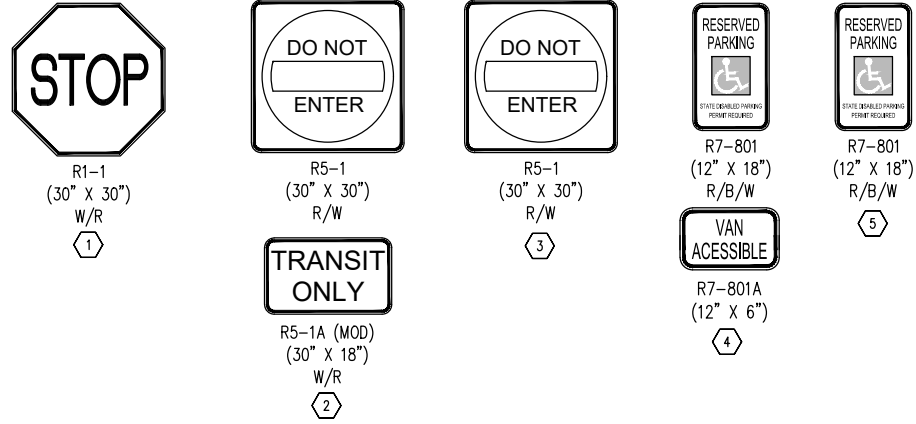 STOP
R1-1
(30" X 30")
W/R
1
DO NOT
ENTER
R5-1
(30" X 30")
R/W
TRANSIT
ONLY
R5-1A (MOD)
(30" X 18")
W/R
2
DO NOT
ENTER
R5-1
(30" X 30")
R/W
3
RESERVED
PARKING
STATE DISABLED PARKING
PERMIT REQUIRED
R7-801
(12" X 18")
R/B/W
VAN
ACESSIBLE
R7-801A
(12" X 6")
4
RESERVED
PARKING
STATE DISABLED PARKING
PERMIT REQUIRED
R7-801
(12" X 18")
R/B/W
5